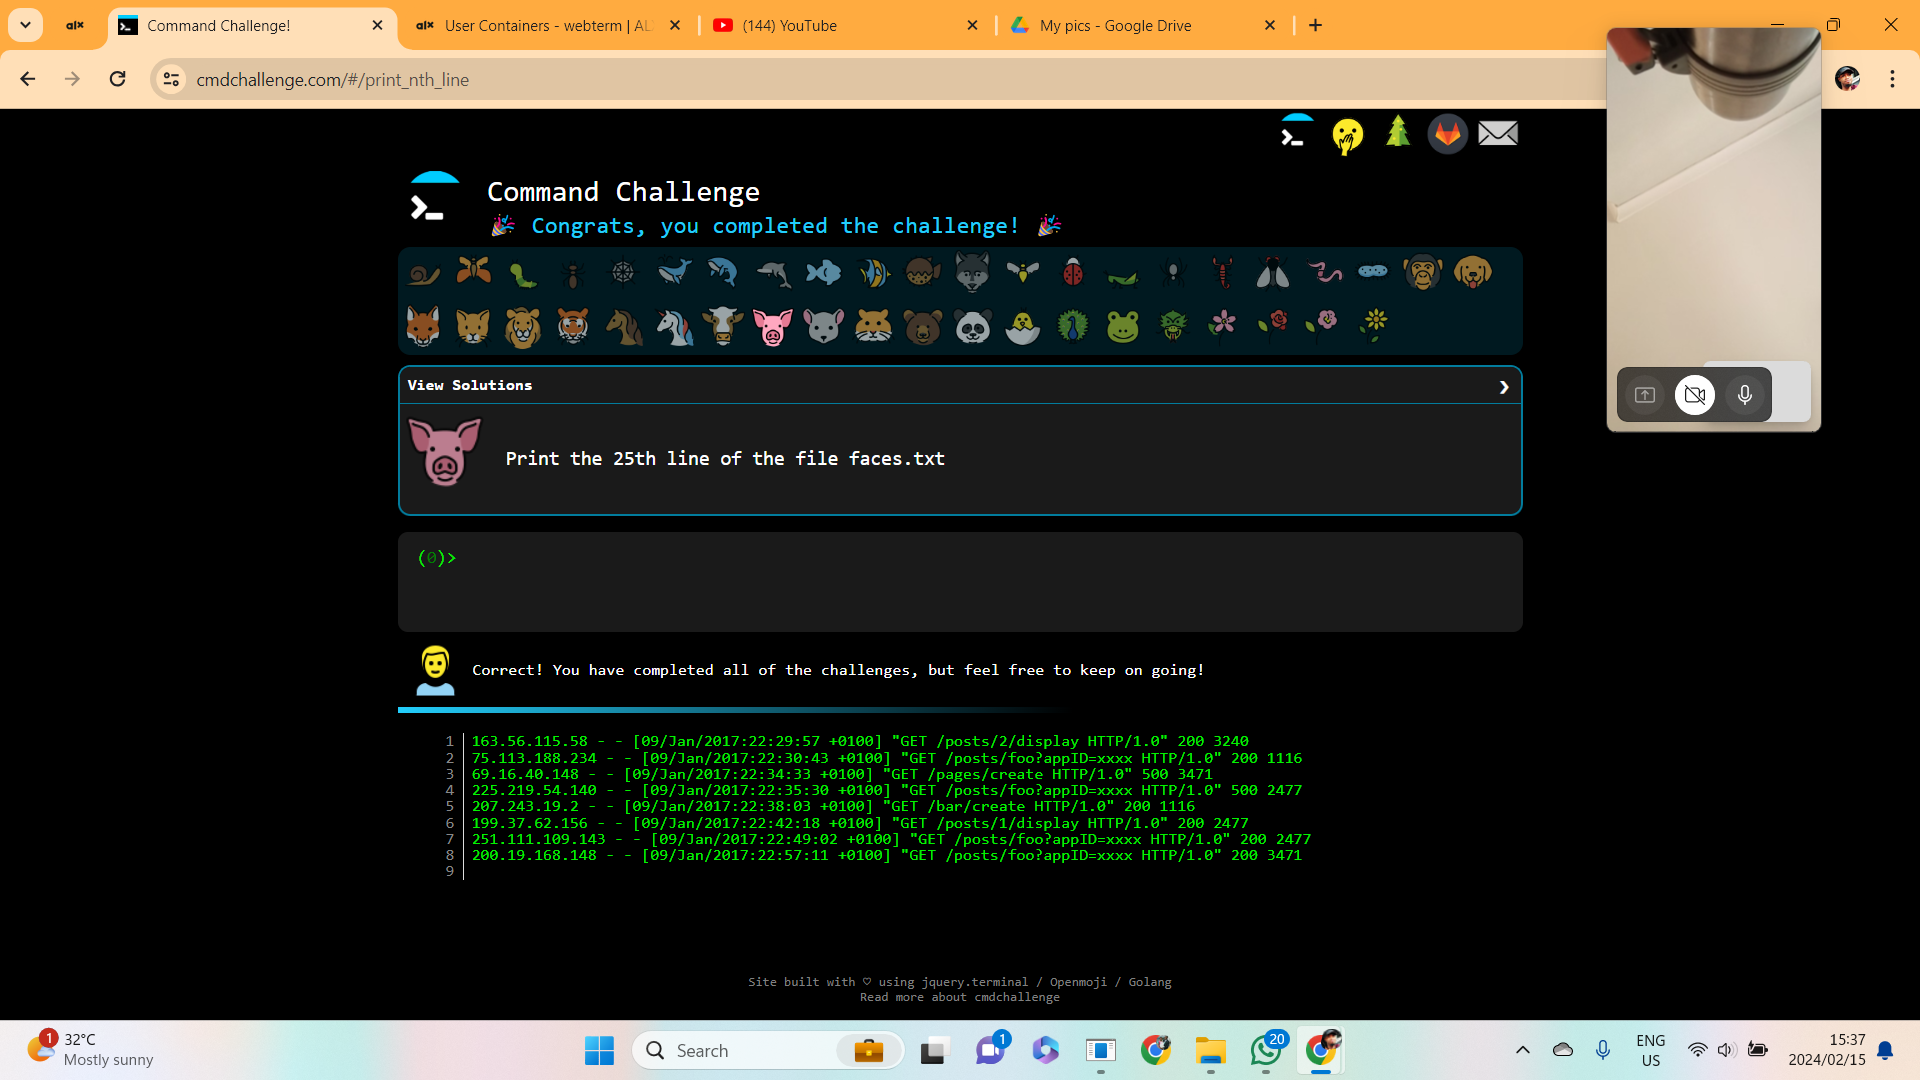 Command Challenge!
User Containers - webterm | AL
(144) YouTube
My pics - Google Drive
cmdchallenge.com/#/print_nth_line
Command Challenge
Congrats, you completed the challenge!
View Solutions
Print the 25th line of the file faces.txt
(0)>
Correct! You have completed all of the challenges, but feel free to keep on going!
1 163.56.115.58 - - [09/Jan/2017:22:29:57 +0100] "GET /posts/2/display HTTP/1.0" 200 3240
2 75.113.188.234 - - [09/Jan/2017:22:30:43 +0100] "GET /posts/foo?appID=xxxx HTTP/1.0" 200 1116
3 69.16.40.148 - - [09/Jan/2017:22:34:33 +0100] "GET /pages/create HTTP/1.0" 500 3471
4 225.219.54.140 - - [09/Jan/2017:22:35:30 +0100] "GET /posts/foo?appID=xxxx HTTP/1.0" 500 2477
5 207.243.19.2 - - [09/Jan/2017:22:38:03 +0100] "GET /bar/create HTTP/1.0" 200 1116
6 199.37.62.156 - - [09/Jan/2017:22:42:18 +0100] "GET /posts/1/display HTTP/1.0" 200 2477
7 251.111.109.143 - - [09/Jan/2017:22:49:02 +0100] "GET /posts/foo?appID=xxxx HTTP/1.0" 200 2477
8 200.19.168.148 - - [09/Jan/2017:22:57:11 +0100] "GET /posts/foo?appID=xxxx HTTP/1.0" 200 3471
9
Site built with ♡ using jquery.terminal / Openmoji / Golang
Read more about cmdchallenge
1
32°C
Mostly sunny
Search
1
20
ENG
US
15:37
2024/02/15